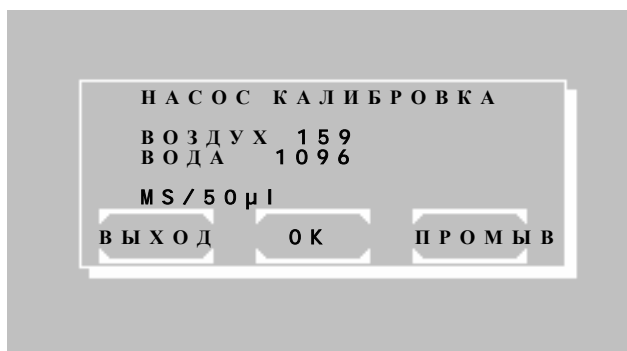 НАСОС КАЛИБРОВКА
ВОЗДУХ 159
ВОДА 1096
MS/50µl
ВЫХОД OK ПРОМЫВ